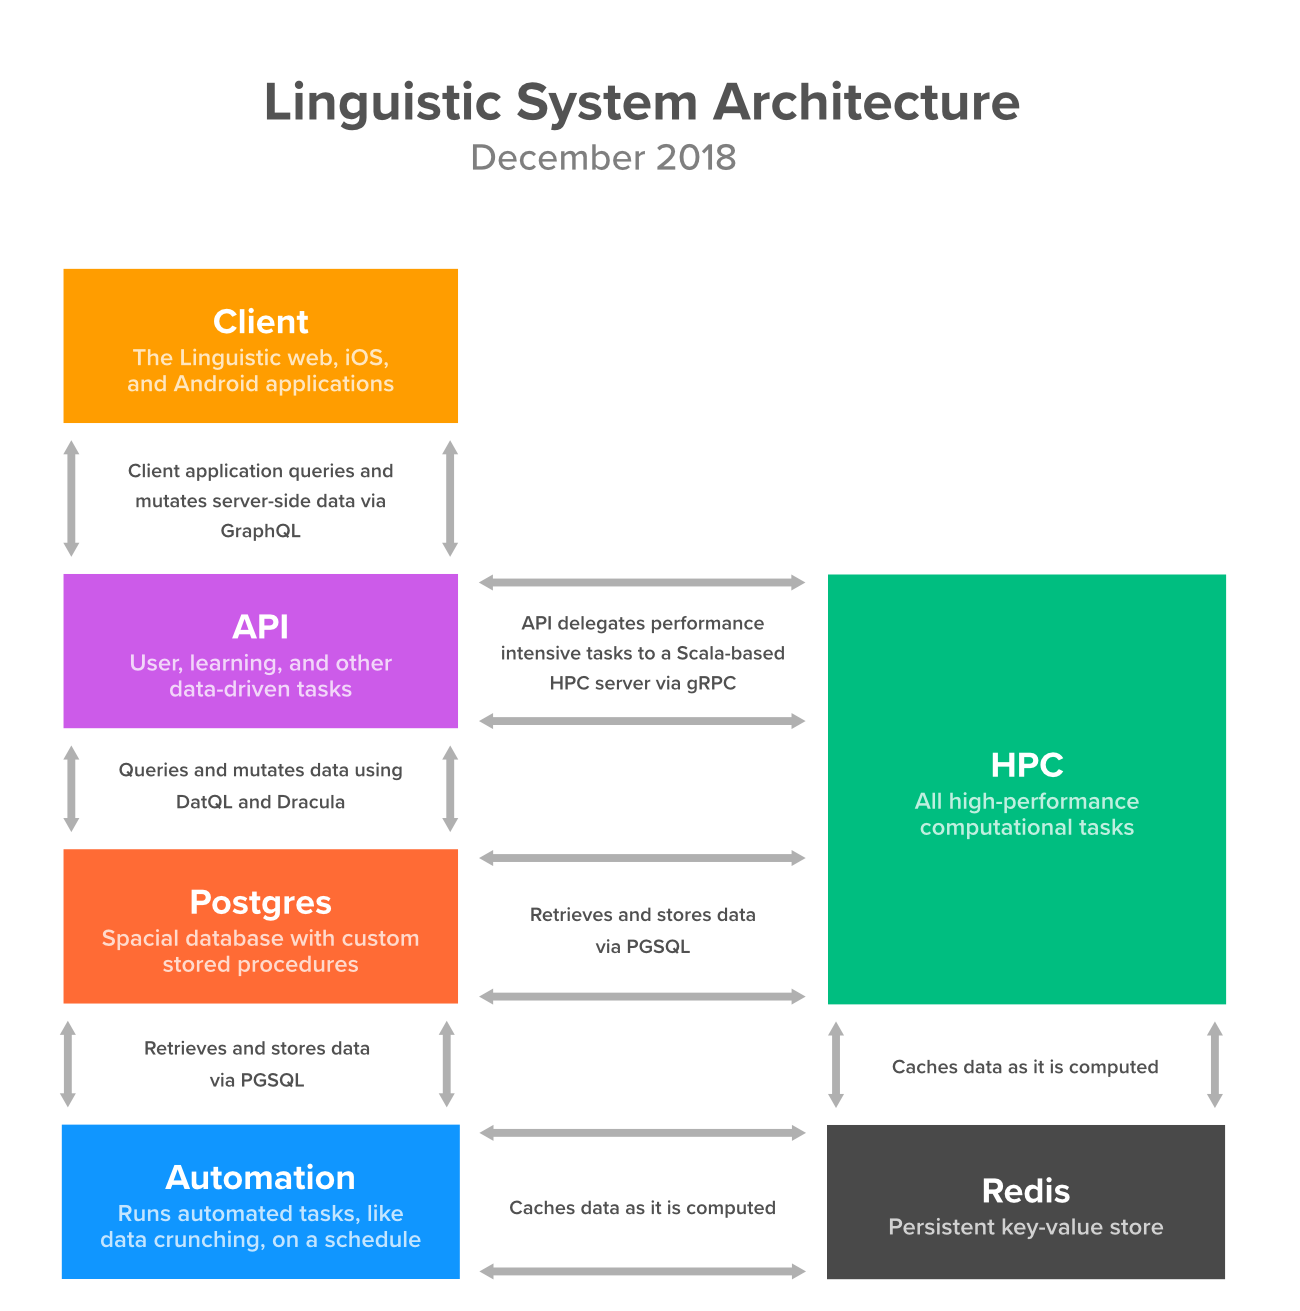 Linguistic System Architecture
December 2018
Client
The Linguistic web, iOS,
and Android applications
Client application queries and
mutates server-side data via
GraphQL
API
User, learning, and other
data-driven tasks
API delegates performance
intensive tasks to a Scala-based
HPC server via gRPC
HPC
All high-performance
computational tasks
Queries and mutates data using
DatQL and Dracula
Postgres
Spacial database with custom
stored procedures
Retrieves and stores data
via PGSQL
Retrieves and stores data
via PGSQL
Caches data as it is computed
Automation
Runs automated tasks, like
data crunching, on a schedule
Caches data as it is computed
Redis
Persistent key-value store